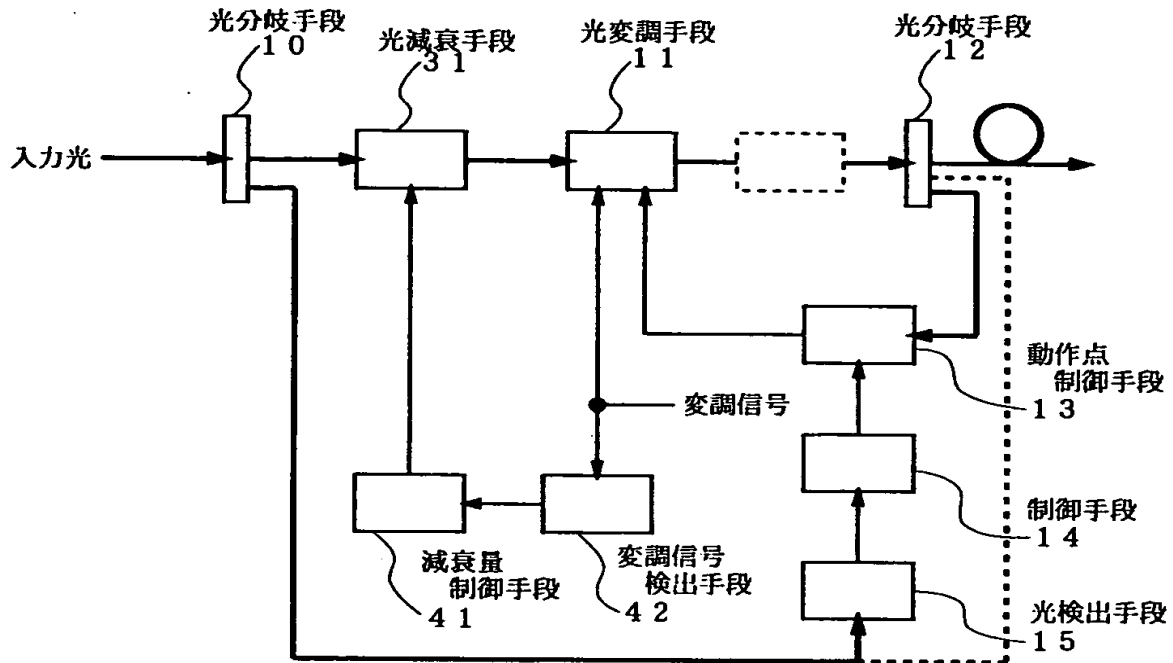 光分岐手段
１０
光減衰手段
３１
光変調手段
１１
光分岐手段
１２
入力光
動作点
制御手段
１３
変調信号
制御手段
１４
減衰量
制御手段
４１
変調信号
検出手段
４２
光検出手段
１５